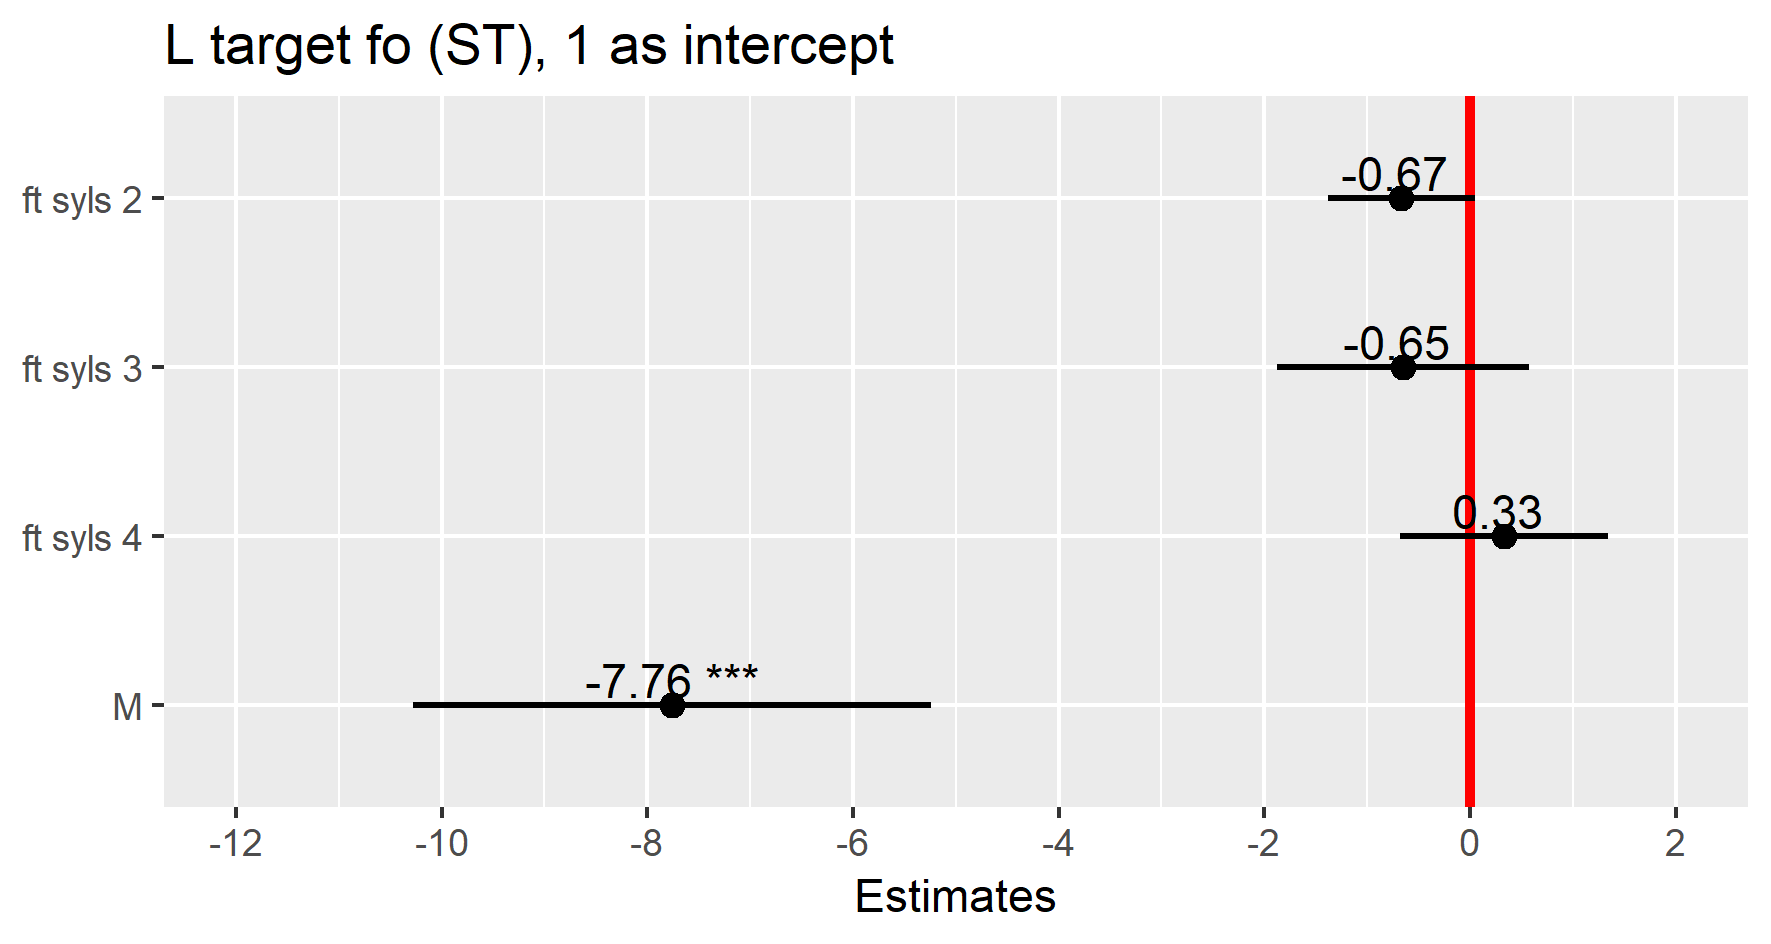 L target fo (ST), 1 as intercept
ft syls 2
-0.67
ft syls 3
-0.65
ft syls 4
0.33
M
-7.76 ***
-12 -10 -8 -6 -4 -2 0 2
Estimates